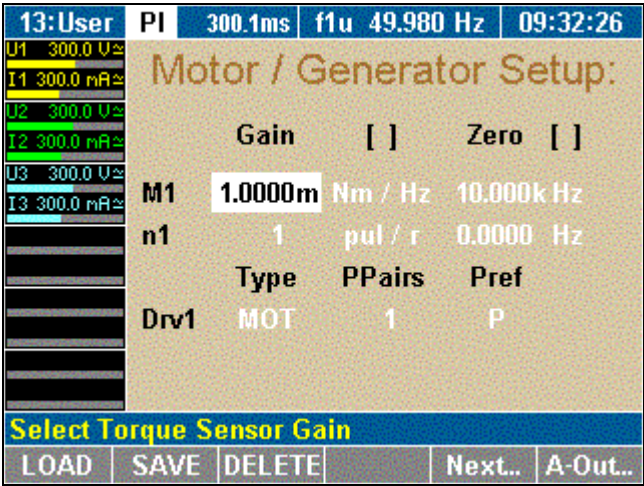 13:User PI 300.1ms f1u 49.980 Hz 09:32:26
U1 300.0 V≃
I1 300.0 mA≃
U2 300.0 V≃
I2 300.0 mA≃
U3 300.0 V≃
I3 300.0 mA≃
Motor / Generator Setup:
Gain [ ] Zero [ ]
M1 1.0000m Nm / Hz 10.000k Hz
n1 1 pul / r 0.0000 Hz
Type PPairs Pref
Drv1 MOT 1 P
Select Torque Sensor Gain
LOAD SAVE DELETE Next... A-Out...